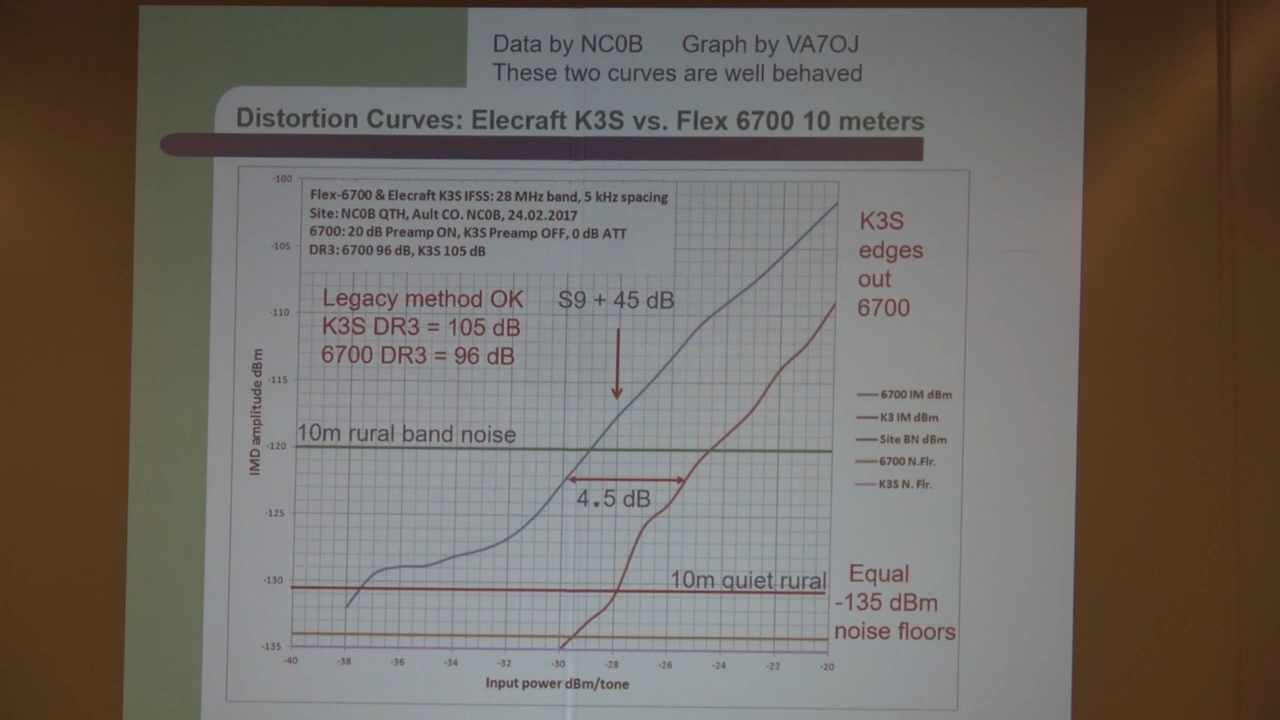 Data by NC0B Graph by VA7OJ
These two curves are well behaved
Distortion Curves: Elecraft K3S vs. Flex 6700 10 meters
Flex-6700 & Elecraft K3S IFSS: 28 MHz band, 5 kHz spacing
Site: NC0B QTH, Ault CO. NC0B, 24.02.2017
6700: 20 dB Preamp ON, K3S Preamp OFF, 0 dB ATT
DR3: 6700 96 dB, K3S 105 dB
Legacy method OK
K3S DR3 = 105 dB
6700 DR3 = 96 dB
S9 + 45 dB
K3S
edges
out
6700
10m rural band noise
4.5 dB
10m quiet rural
Equal
-135 dBm
noise floors
6700 IM dBm
K3 IM dBm
Site BN dBm
6700 N.Flr.
K3S N. Flr.
IMD amplitude dBm
-100
-105
-110
-115
-120
-125
-130
-135
-40 -38 -36 -34 -32 -30 -28 -26 -24 -22 -20
Input power dBm/tone